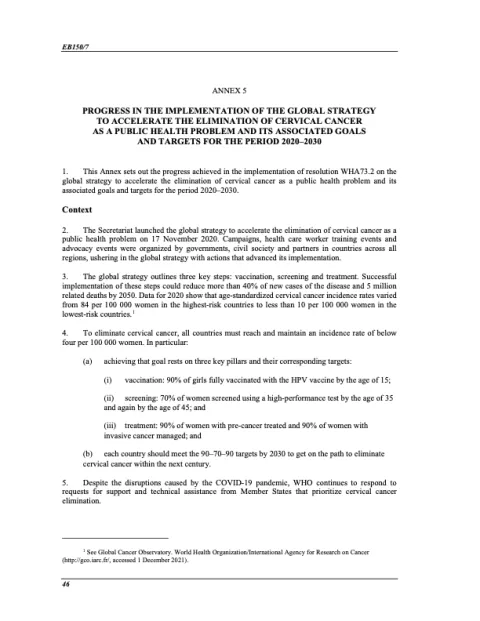 EB150/7
ANNEX 5
PROGRESS IN THE IMPLEMENTATION OF THE GLOBAL STRATEGY
TO ACCELERATE THE ELIMINATION OF CERVICAL CANCER
AS A PUBLIC HEALTH PROBLEM AND ITS ASSOCIATED GOALS
AND TARGETS FOR THE PERIOD 2020–2030
1. This Annex sets out the progress achieved in the implementation of resolution WHA73.2 on the
global strategy to accelerate the elimination of cervical cancer as a public health problem and its
associated goals and targets for the period 2020–2030.
Context
2. The Secretariat launched the global strategy to accelerate the elimination of cervical cancer as a
public health problem on 17 November 2020. Campaigns, health care worker training events and
advocacy events were organized by governments, civil society and partners in countries across all
regions, ushering in the global strategy with actions that advanced its implementation.
3. The global strategy outlines three key steps: vaccination, screening and treatment. Successful
implementation of these steps could reduce more than 40% of new cases of the disease and 5 million
related deaths by 2050. Data for 2020 show that age-standardized cervical cancer incidence rates varied
from 84 per 100 000 women in the highest-risk countries to less than 10 per 100 000 women in the
lowest-risk countries.1
4. To eliminate cervical cancer, all countries must reach and maintain an incidence rate of below
four per 100 000 women. In particular:
(a) achieving that goal rests on three key pillars and their corresponding targets:
(i) vaccination: 90% of girls fully vaccinated with the HPV vaccine by the age of 15;
(ii) screening: 70% of women screened using a high-performance test by the age of 35
and again by the age of 45; and
(iii) treatment: 90% of women with pre-cancer treated and 90% of women with
invasive cancer managed; and
(b) each country should meet the 90–70–90 targets by 2030 to get on the path to eliminate
cervical cancer within the next century.
5. Despite the disruptions caused by the COVID-19 pandemic, WHO continues to respond to
requests for support and technical assistance from Member States that prioritize cervical cancer
elimination.
1 See Global Cancer Observatory. World Health Organization/International Agency for Research on Cancer
(http://gco.iarc.fr/, accessed 1 December 2021).
46